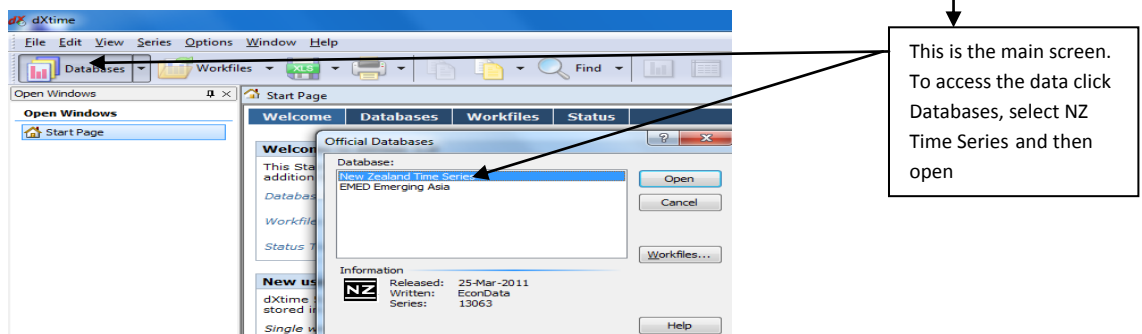 dXtime
File Edit View Series Options Window Help
Databases Workfiles XLS Find
Open Windows
Start Page
Open Windows
Start Page
Welcome Databases Workfiles Status
Welcom
This Sta
addition
Databas
Workfile
Status T
New us
dXtime
stored in
Single w
Official Databases
Database:
New Zealand Time Series
EMED Emerging Asia
Open
Cancel
Workfiles...
Information
NZ
Released: 25-Mar-2011
Written: EconData
Series: 13063
Help
This is the main screen.
To access the data click
Databases, select NZ
Time Series and then
open